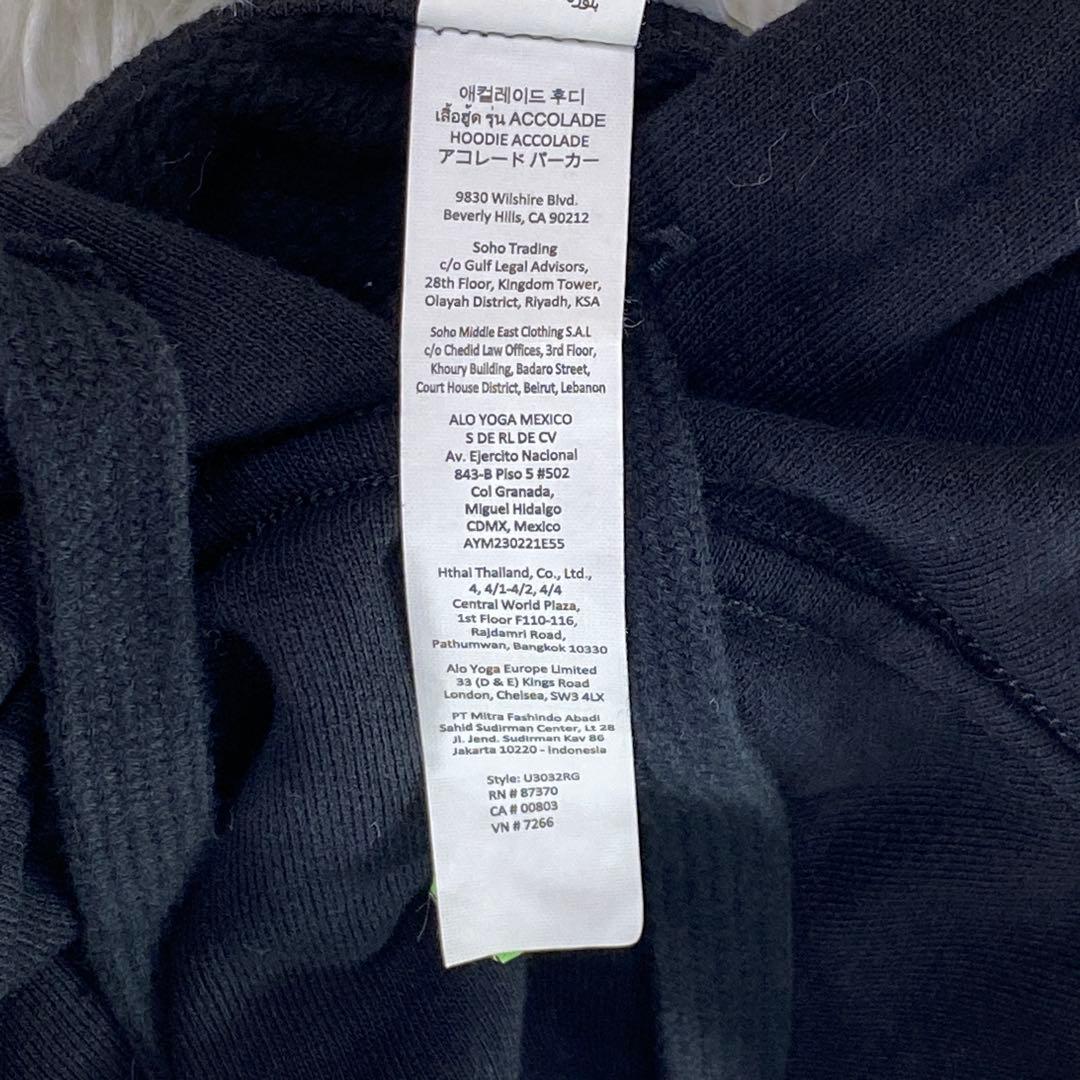 애컬레이드 후디
เสื้อฮู้ด รุ่น ACCOLADE
HOODIE ACCOLADE
アコレード パーカー
9830 Wilshire Blvd.
Beverly Hills, CA 90212
Soho Trading
c/o Gulf Legal Advisors,
28th Floor, Kingdom Tower,
Olayah District, Riyadh, KSA
Soho Middle East Clothing S.A.L
c/o Chedid Law Offices, 3rd Floor,
Khoury Building, Badaro Street,
Court House District, Beirut, Lebanon
ALO YOGA MEXICO
S DE RL DE CV
Av. Ejercito Nacional
843-B Piso 5 #502
Col Granada,
Miguel Hidalgo
CDMX, Mexico
AYM230221E55
Hthai Thailand, Co., Ltd.,
4, 4/1-4/2, 4/4
Central World Plaza,
1st Floor F110-116,
Rajdamri Road,
Pathumwan, Bangkok 10330
Alo Yoga Europe Limited
33 (D & E) Kings Road
London, Chelsea, SW3 4LX
PT Mitra Fashindo Abadi
Sahid Sudirman Center, Lt 28
Jl. Jend. Sudirman Kav 86
Jakarta 10220 - Indonesia
Style: U3032RG
RN # 87370
CA # 00803
VN # 7266